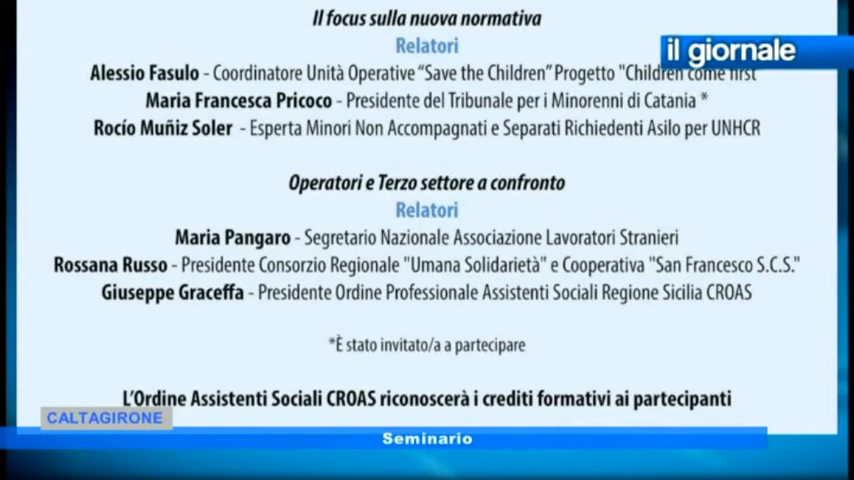 Il focus sulla nuova normativa
Relatori
il giornale
Alessio Fasulo - Coordinatore Unità Operative “Save the Children” Progetto "Children come first"
Maria Francesca Pricoco - Presidente del Tribunale per i Minorenni di Catania *
Rocío Muñiz Soler - Esperta Minori Non Accompagnati e Separati Richiedenti Asilo per UNHCR
Operatori e Terzo settore a confronto
Relatori
Maria Pangaro - Segretario Nazionale Associazione Lavoratori Stranieri
Rossana Russo - Presidente Consorzio Regionale "Umana Solidarietà" e Cooperativa "San Francesco S.C.S."
Giuseppe Graceffa - Presidente Ordine Professionale Assistenti Sociali Regione Sicilia CROAS
*È stato invitato/a a partecipare
L'Ordine Assistenti Sociali CROAS riconoscerà i crediti formativi ai partecipanti
CALTAGIRONE
Seminario